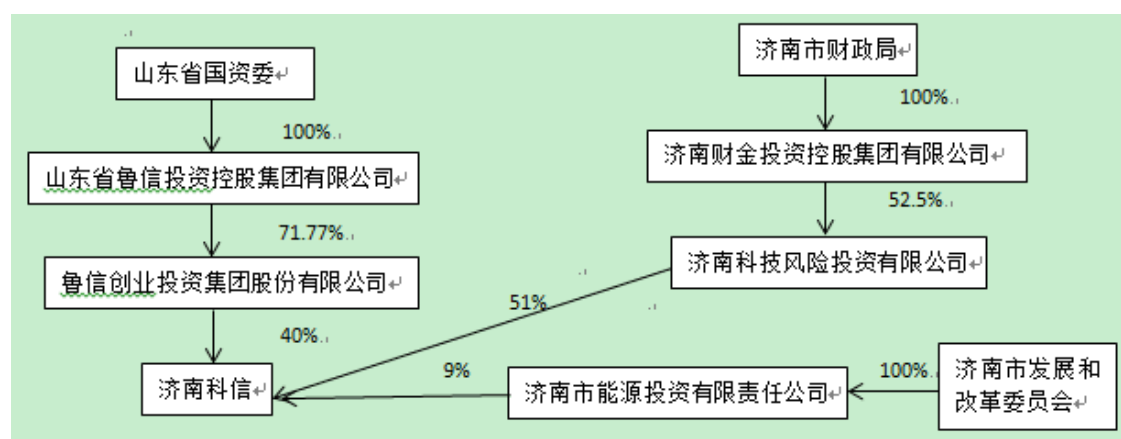 山东省国资委
济南市财政局
100%
100%
山东省鲁信投资控股集团有限公司
济南财金投资控股集团有限公司
71.77%
52.5%
鲁信创业投资集团股份有限公司
济南科技风险投资有限公司
40%
51%
济南科信
9%
济南市能源投资有限责任公司
100%
济南市发展和
改革委员会